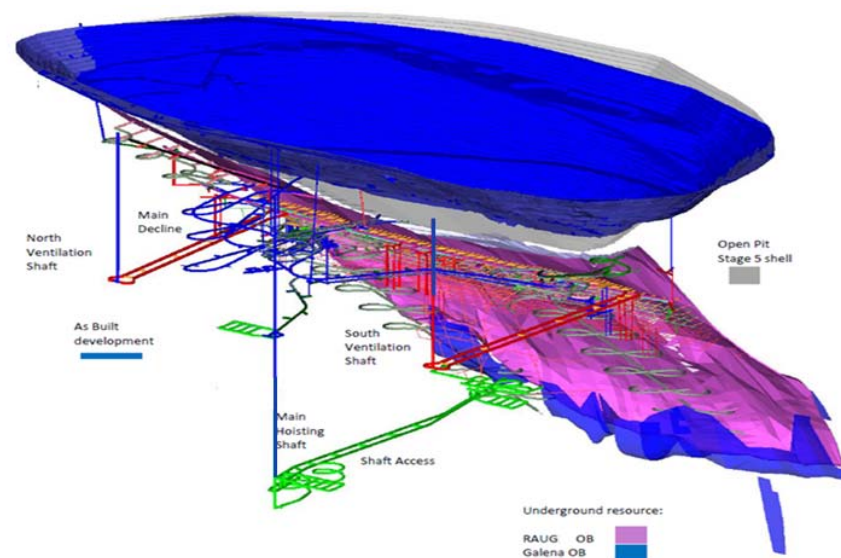 Main
Decline
North
Ventilation
Shaft
Open Pit
Stage 5 shell
As Built
development
South
Ventilation
Shaft
Main
Hoisting
Shaft
Shaft Access
Underground resource:
RAUG OB
Galena OB